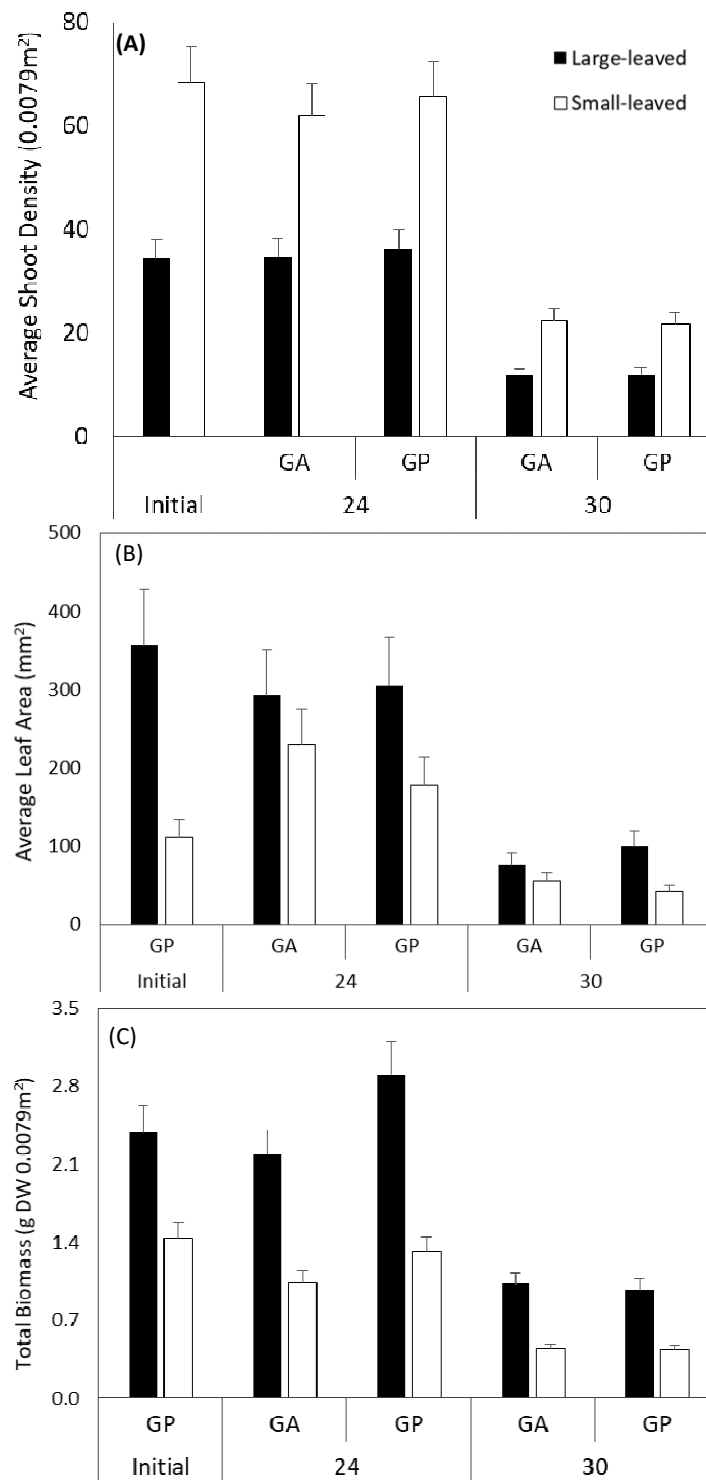 (A)
80
60
40
20
0
Average Shoot Density (0.0079m²)
Large-leaved
Small-leaved
GA GP GA GP
Initial 24 30
(B)
500
400
300
200
100
0
Average Leaf Area (mm²)
GP GA GP GA GP
Initial 24 30
(C)
3.5
2.8
2.1
1.4
0.7
0.0
Total Biomass (g DW 0.0079m²)
GP GA GP GA GP
Initial 24 30